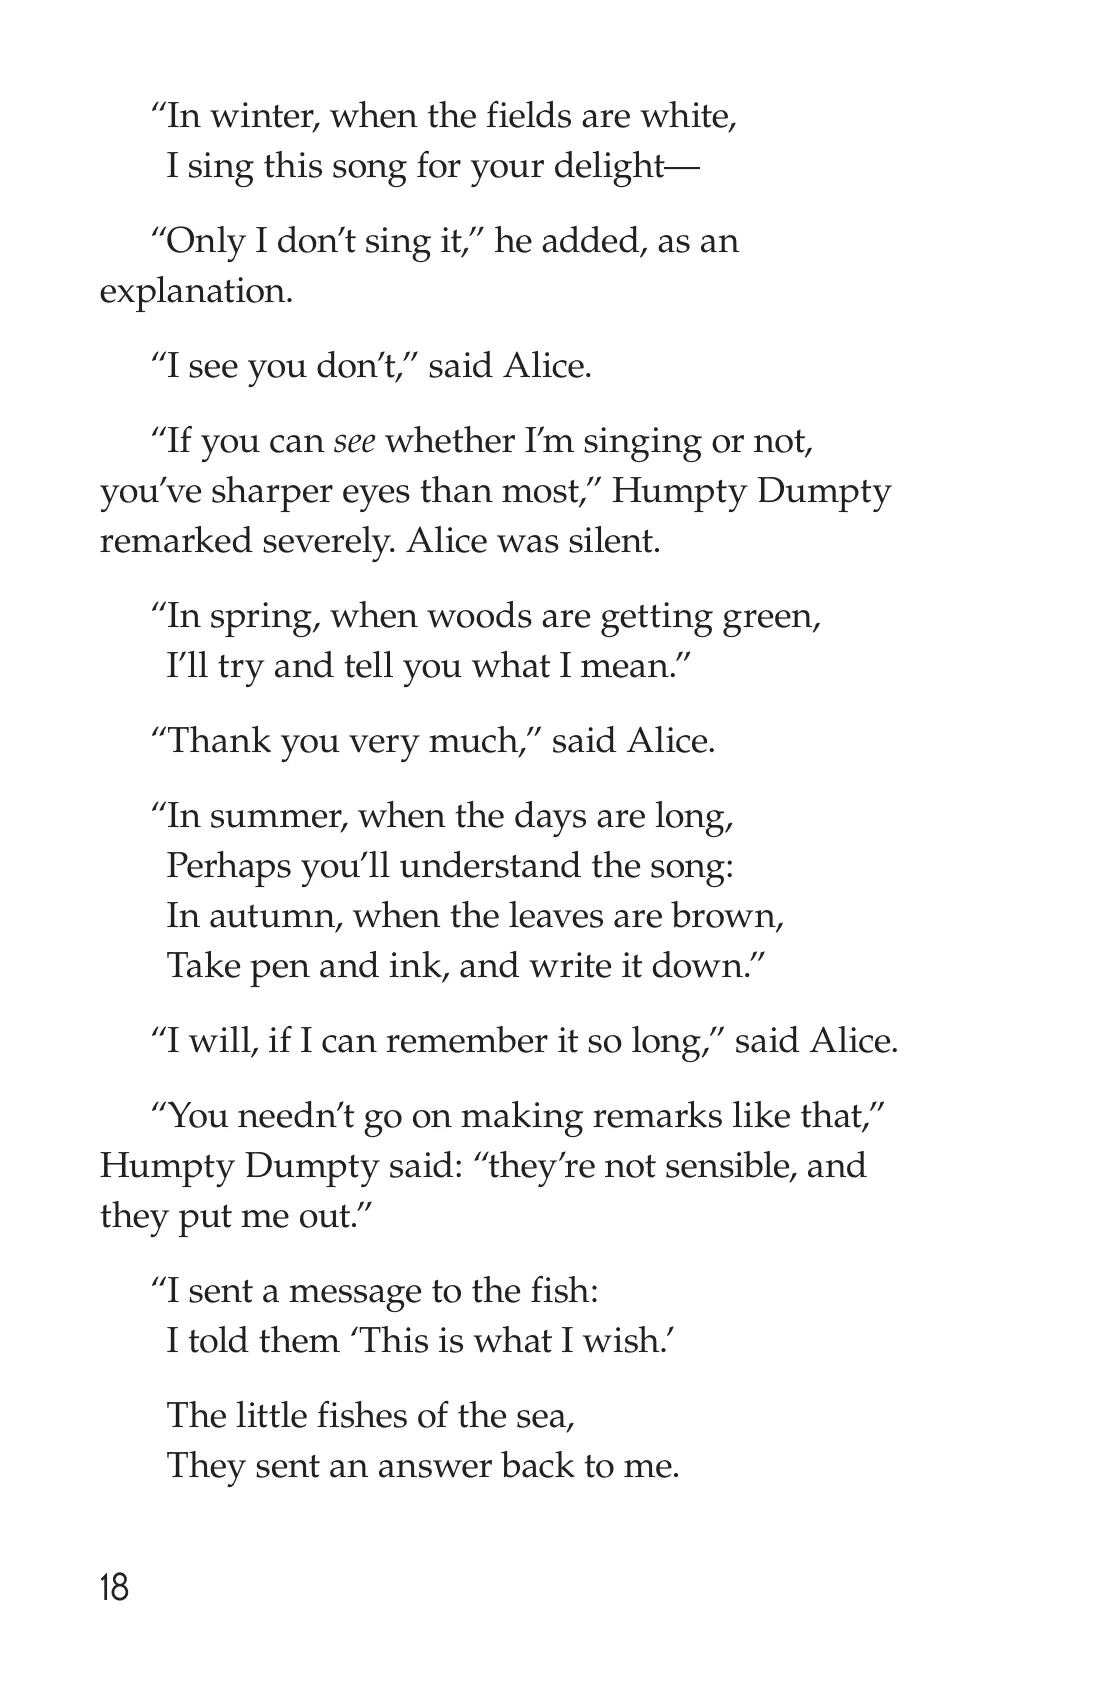 “In winter, when the fields are white,
I sing this song for your delight—
“Only I don’t sing it,” he added, as an
explanation.
“I see you don’t,” said Alice.
“If you can see whether I’m singing or not,
you’ve sharper eyes than most,” Humpty Dumpty
remarked severely. Alice was silent.
“In spring, when woods are getting green,
I’ll try and tell you what I mean.”
“Thank you very much,” said Alice.
“In summer, when the days are long,
Perhaps you’ll understand the song:
In autumn, when the leaves are brown,
Take pen and ink, and write it down.”
“I will, if I can remember it so long,” said Alice.
“You needn’t go on making remarks like that,”
Humpty Dumpty said: “they’re not sensible, and
they put me out.”
“I sent a message to the fish:
I told them ‘This is what I wish.’
The little fishes of the sea,
They sent an answer back to me.
18